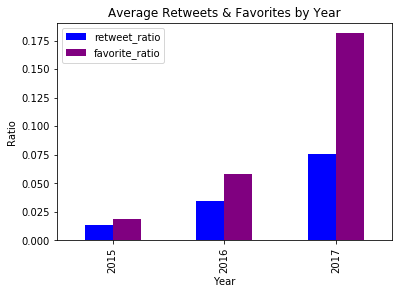 Average Retweets & Favorites by Year
retweet_ratio
favorite_ratio
0.175
0.150
0.125
0.100
0.075
0.050
0.025
0.000
Ratio
2015
2016
2017
Year